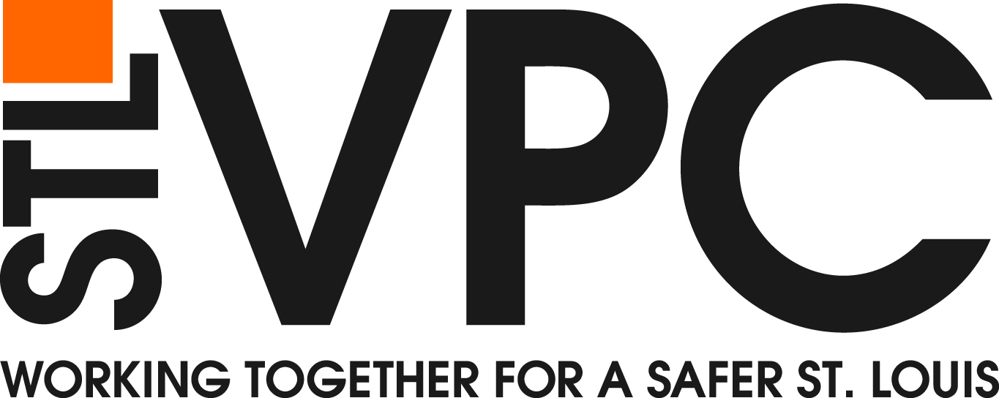 STL
VPC
WORKING TOGETHER FOR A SAFER ST. LOUIS